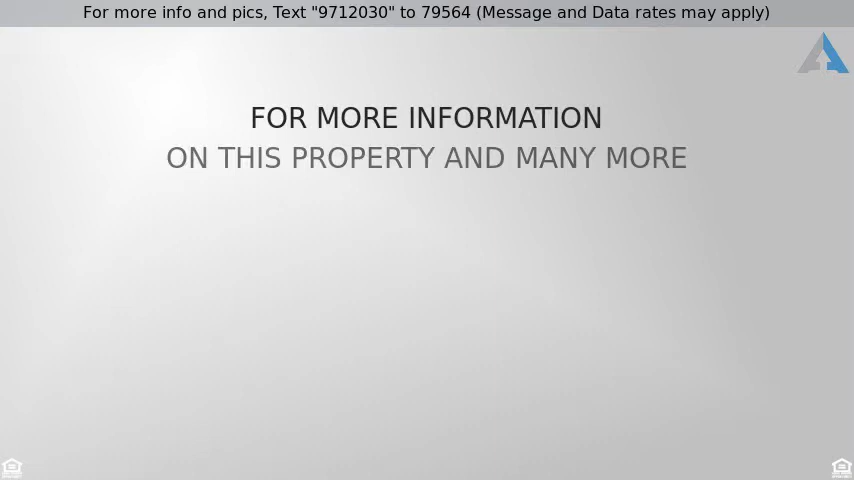 For more info and pics, Text "9712030" to 79564 (Message and Data rates may apply)
FOR MORE INFORMATION
ON THIS PROPERTY AND MANY MORE